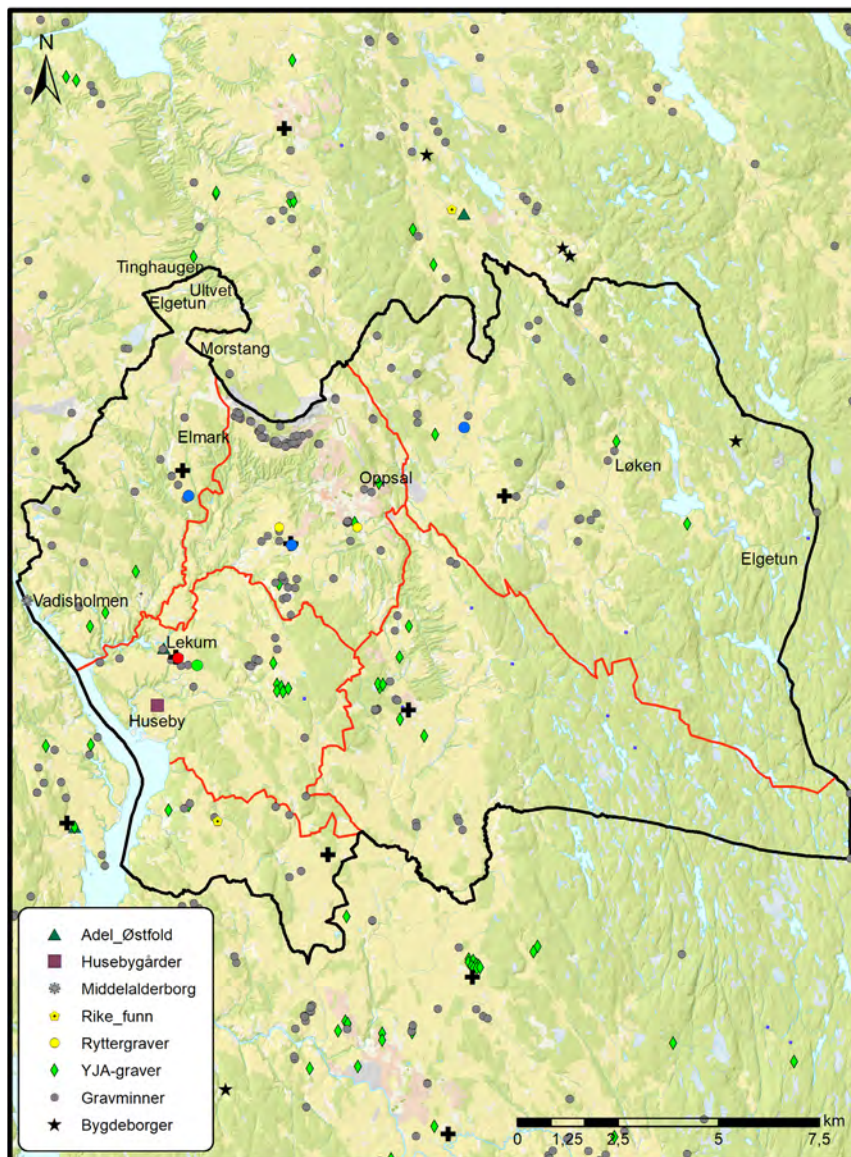 N
Tinghaugen
Ultvet
Elgetun
Morstang
Elmark
Oppsal
Løken
Elgetun
Vadisholmen
Lekum
Huseby
Adel_Østfold
Husebygårder
Middelalderborg
Rike_funn
Ryttergraver
YJA-graver
Gravminner
Bygdeborger
km
0 1,25 2,5 5 7,5